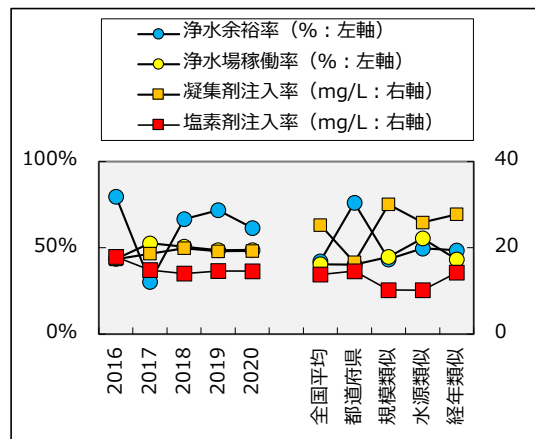 浄水余裕率（%：左軸）
浄水場稼働率（%：左軸）
凝集剤注入率（mg/L：右軸）
塩素剤注入率（mg/L：右軸）
100%
50%
0%
40
20
0
2016
2017
2018
2019
2020
全国平均
都道府県
規模類似
水源類似
経年類似